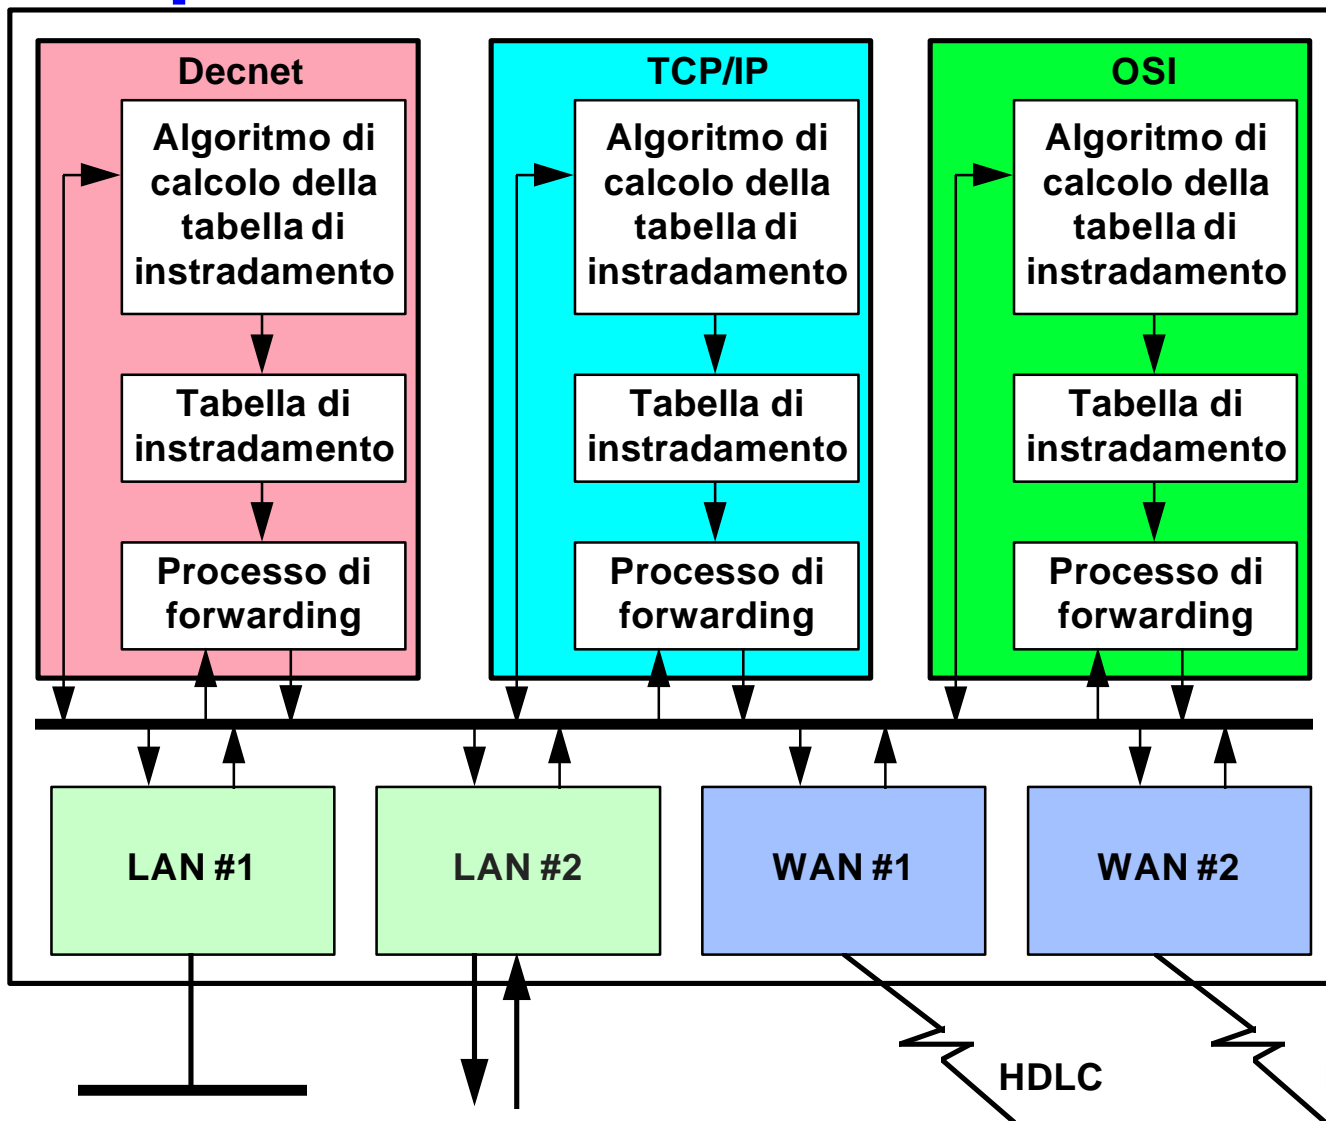 Decnet
Algoritmo di
calcolo della
tabella di
instradamento
Tabella di
instradamento
Processo di
forwarding
TCP/IP
Algoritmo di
calcolo della
tabella di
instradamento
Tabella di
instradamento
Processo di
forwarding
OSI
Algoritmo di
calcolo della
tabella di
instradamento
Tabella di
instradamento
Processo di
forwarding
LAN #1
LAN #2
WAN #1
WAN #2
HDLC